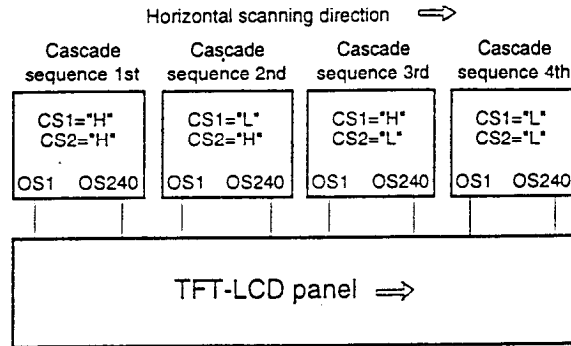 Horizontal scanning direction ⇒
Cascade sequence 1st
Cascade sequence 2nd
Cascade sequence 3rd
Cascade sequence 4th
CS1="H"
CS2="H"
OS1 OS240
CS1="L"
CS2="H"
OS1 OS240
CS1="H"
CS2="L"
OS1 OS240
CS1="L"
CS2="L"
OS1 OS240
TFT-LCD panel ⇒